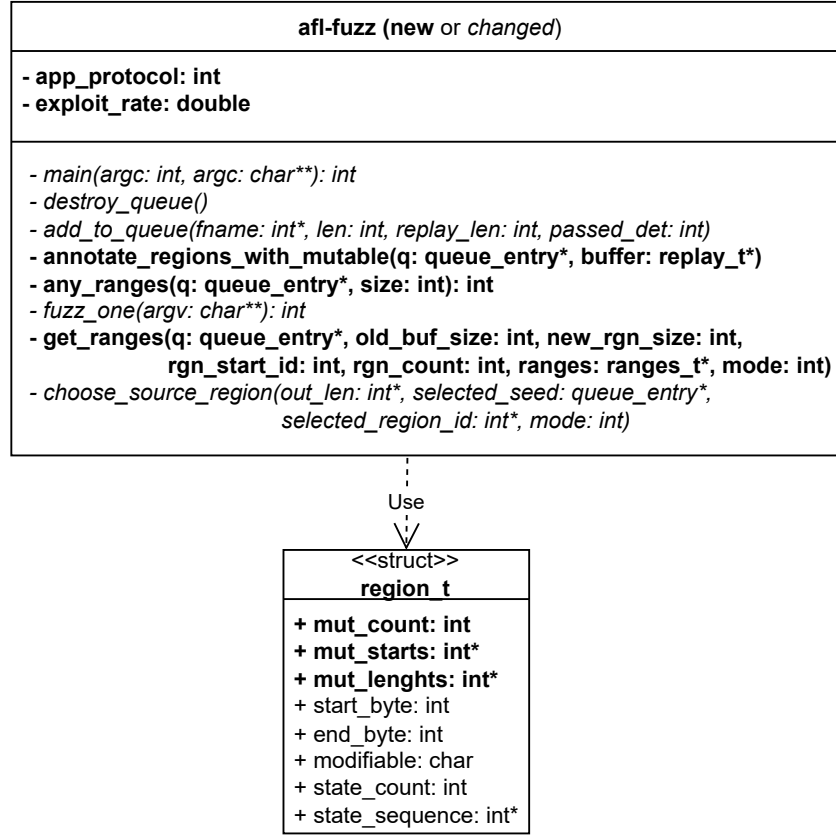 afl-fuzz (new or changed)
- app_protocol: int
- exploit_rate: double
- main(argc: int, argc: char**): int
- destroy_queue()
- add_to_queue(fname: int*, len: int, replay_len: int, passed_det: int)
- annotate_regions_with_mutable(q: queue_entry*, buffer: replay_t*)
- any_ranges(q: queue_entry*, size: int): int
- fuzz_one(argv: char**): int
- get_ranges(q: queue_entry*, old_buf_size: int, new_rgn_size: int,
rgn_start_id: int, rgn_count: int, ranges: ranges_t*, mode: int)
- choose_source_region(out_len: int*, selected_seed: queue_entry*,
selected_region_id: int*, mode: int)
Use
<<struct>>
region_t
+ mut_count: int
+ mut_starts: int*
+ mut_lenghts: int*
+ start_byte: int
+ end_byte: int
+ modifiable: char
+ state_count: int
+ state_sequence: int*